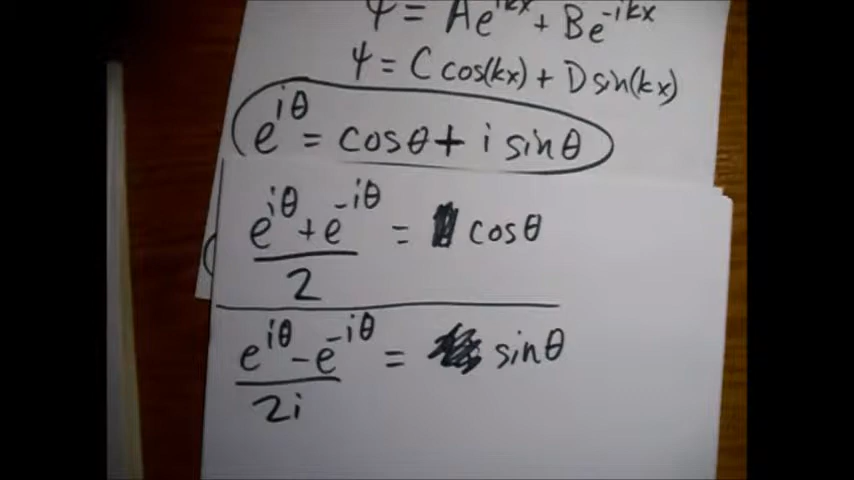 Ψ = Ae^{ikx} + Be^{-ikx}
Ψ = C cos(kx) + D sin(kx)
e^{iθ} = cosθ + i sinθ
(e^{iθ} + e^{-iθ})/2 = cosθ
(e^{iθ} - e^{-iθ})/2i = sinθ